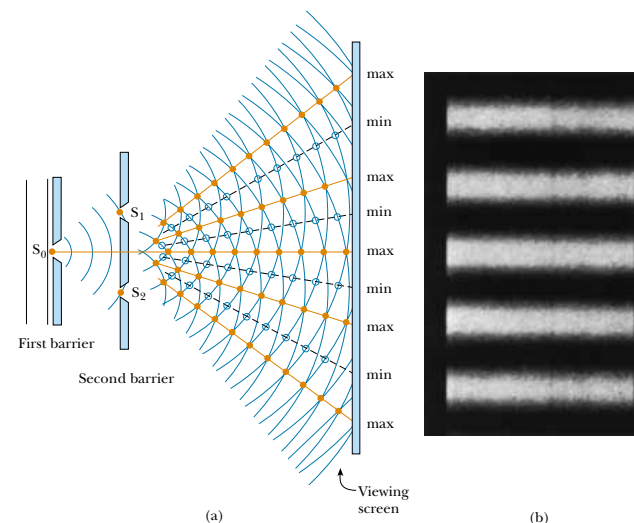 max
min
max
S₁
min
S₀
max
S₂
min
First barrier
max
Second barrier
min
max
Viewing
screen
(a)
(b)